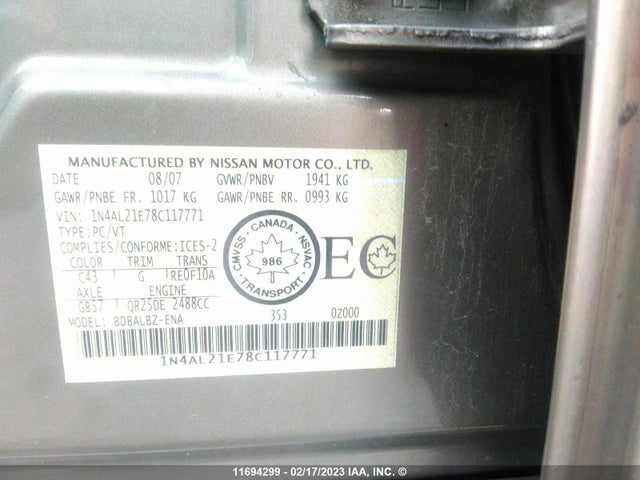 MANUFACTURED BY NISSAN MOTOR CO., LTD.
DATE 08/07 GVWR/PNBV 1941 KG
GAWR/PNBE FR. 1017 KG GAWR/PNBE RR. 0993 KG
VIN: 1N4AL21E78C117771
TYPE: PC/VT
COMPLIES/CONFORME: ICES-2
COLOR TRIM TRANS
C43 G RE0F10A
AXLE ENGINE
GB57 QR25DE 2488CC
MODEL: BDBALBZ-ENA 353 0Z000
CMVSS - CANADA - NSVAC
986
TRANSPORT
EC
1N4AL21E78C117771
11694299 - 02/17/2023 IAA, INC. ©